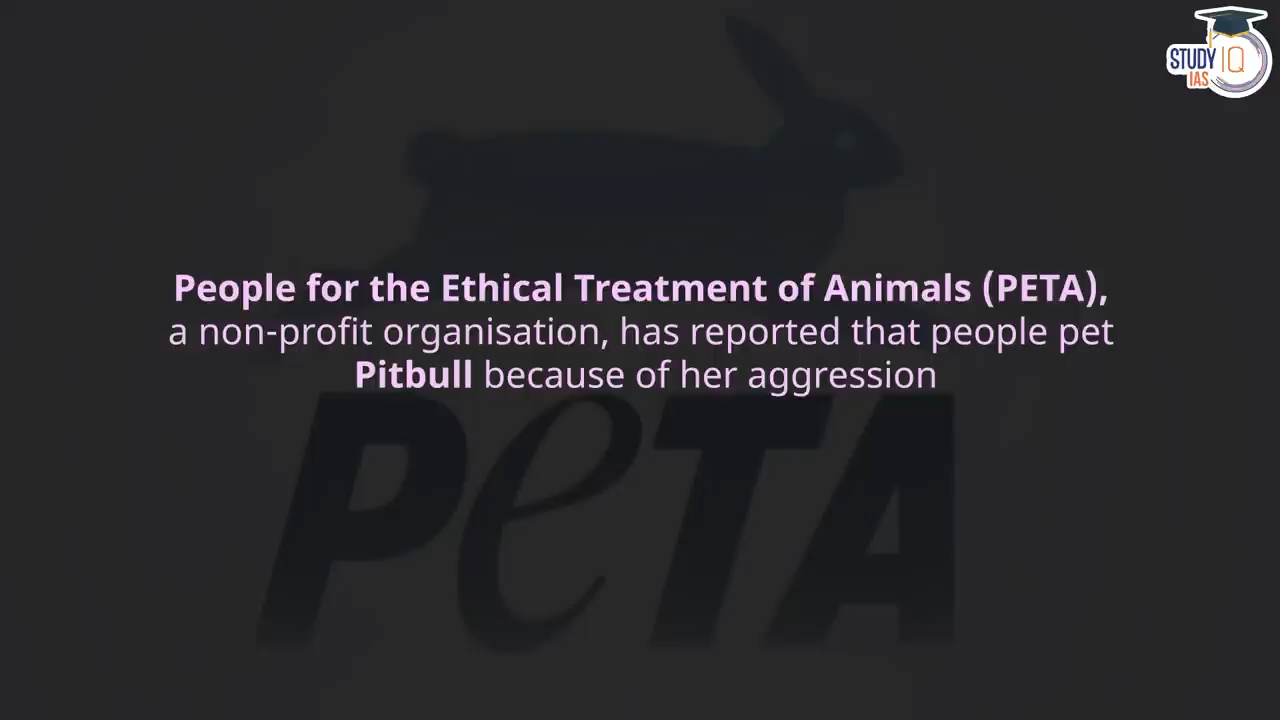 STUDY IQ
IAS
People for the Ethical Treatment of Animals (PETA),
a non-profit organisation, has reported that people pet
Pitbull because of her aggression
PeTA